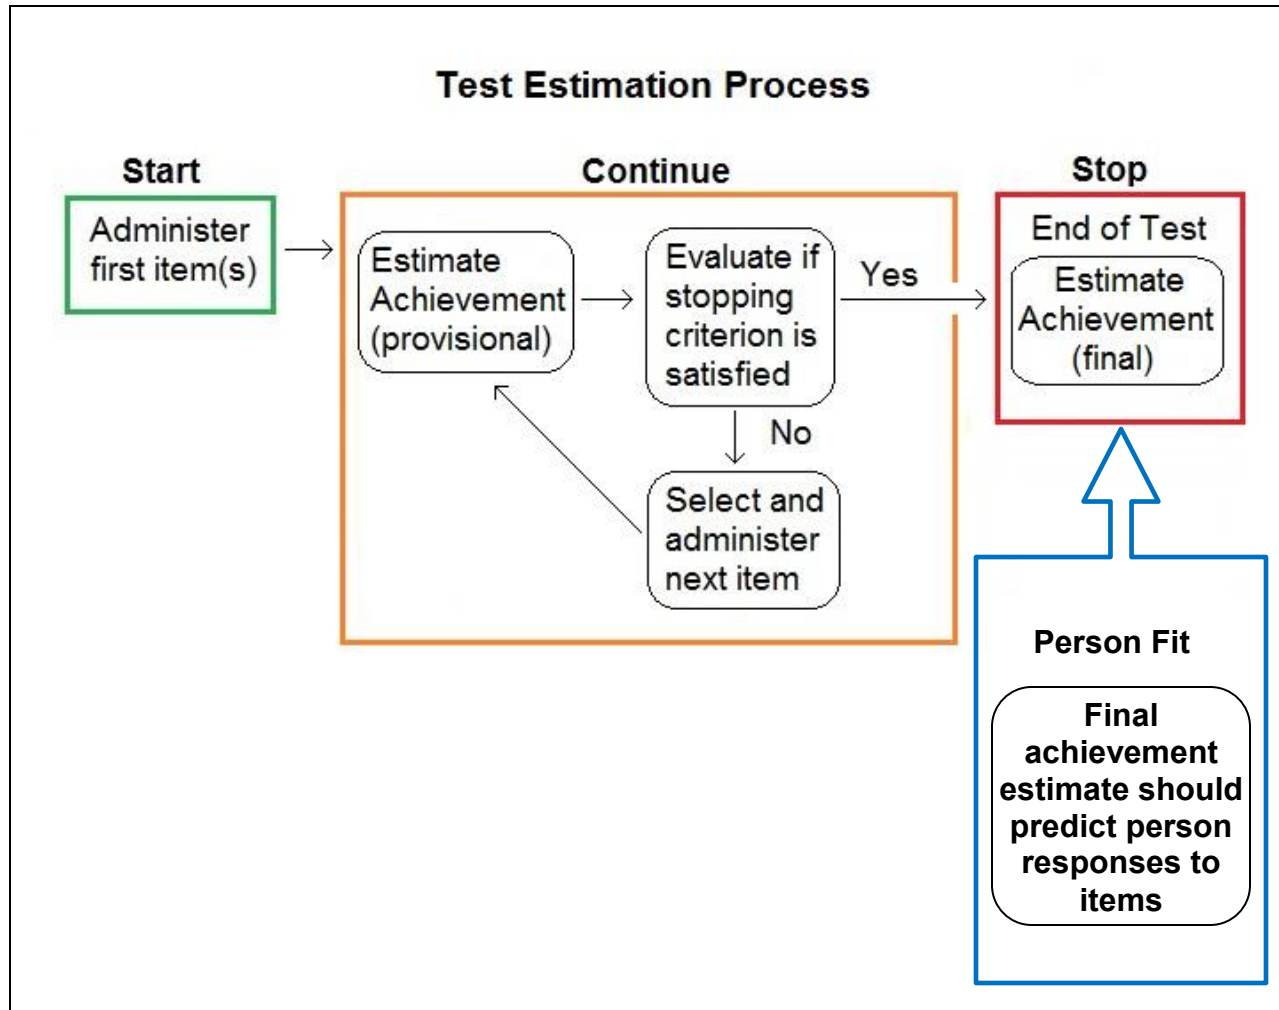 Test Estimation Process
Start
Administer
first item(s)
Continue
Estimate
Achievement
(provisional)
Evaluate if
stopping
criterion is
satisfied
Yes
No
Select and
administer
next item
Stop
End of Test
Estimate
Achievement
(final)
Person Fit
Final
achievement
estimate should
predict person
responses to
items